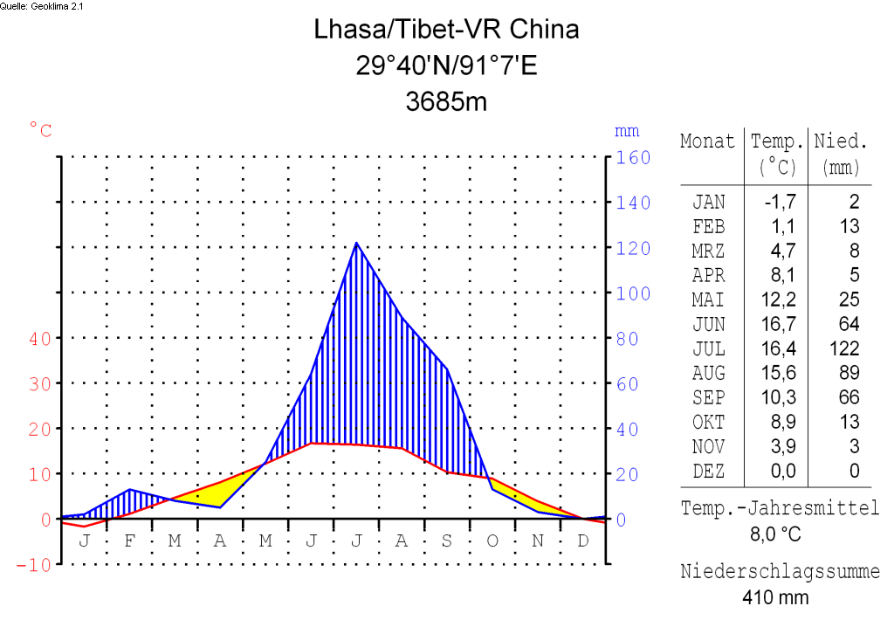 Quelle: Geoklima 2.1
Lhasa/Tibet-VR China
29°40'N/91°7'E
3685m
°C
mm
160
140
120
100
40 80
30 60
20 40
10 20
0 0
-10
J F M A M J J A S O N D
Monat Temp. Nied.
(°C) (mm)
JAN -1,7 2
FEB 1,1 13
MRZ 4,7 8
APR 8,1 5
MAI 12,2 25
JUN 16,7 64
JUL 16,4 122
AUG 15,6 89
SEP 10,3 66
OKT 8,9 13
NOV 3,9 3
DEZ 0,0 0
Temp.-Jahresmittel
8,0 °C
Niederschlagssumme
410 mm